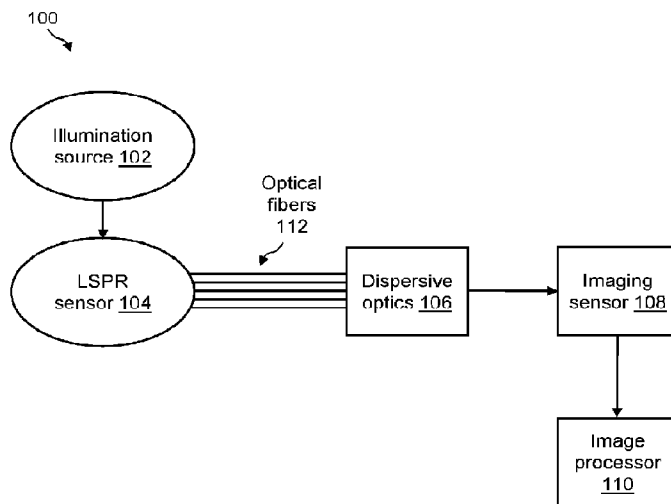 100
Illumination
source 102
Optical
fibers
112
LSPR
sensor 104
Dispersive
optics 106
Imaging
sensor 108
Image
processor
110